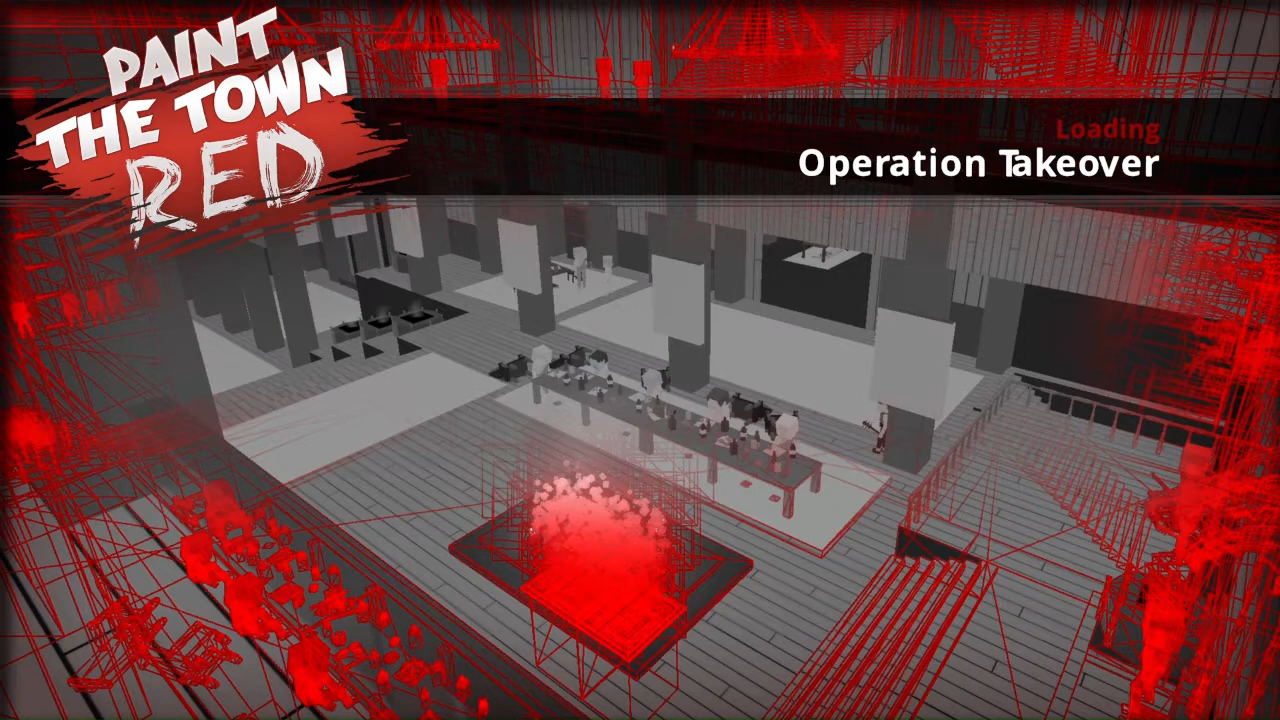 PAINT
THE TOWN
RED
Loading
Operation Takeover